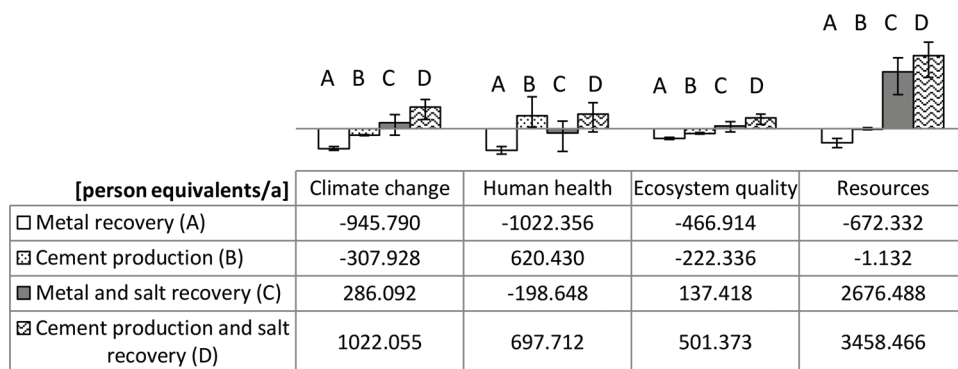 A B C D
A B C D
A B C D
A B C D
[person equivalents/a] Climate change Human health Ecosystem quality Resources
Metal recovery (A) -945.790 -1022.356 -466.914 -672.332
Cement production (B) -307.928 620.430 -222.336 -1.132
Metal and salt recovery (C) 286.092 -198.648 137.418 2676.488
Cement production and salt
recovery (D) 1022.055 697.712 501.373 3458.466